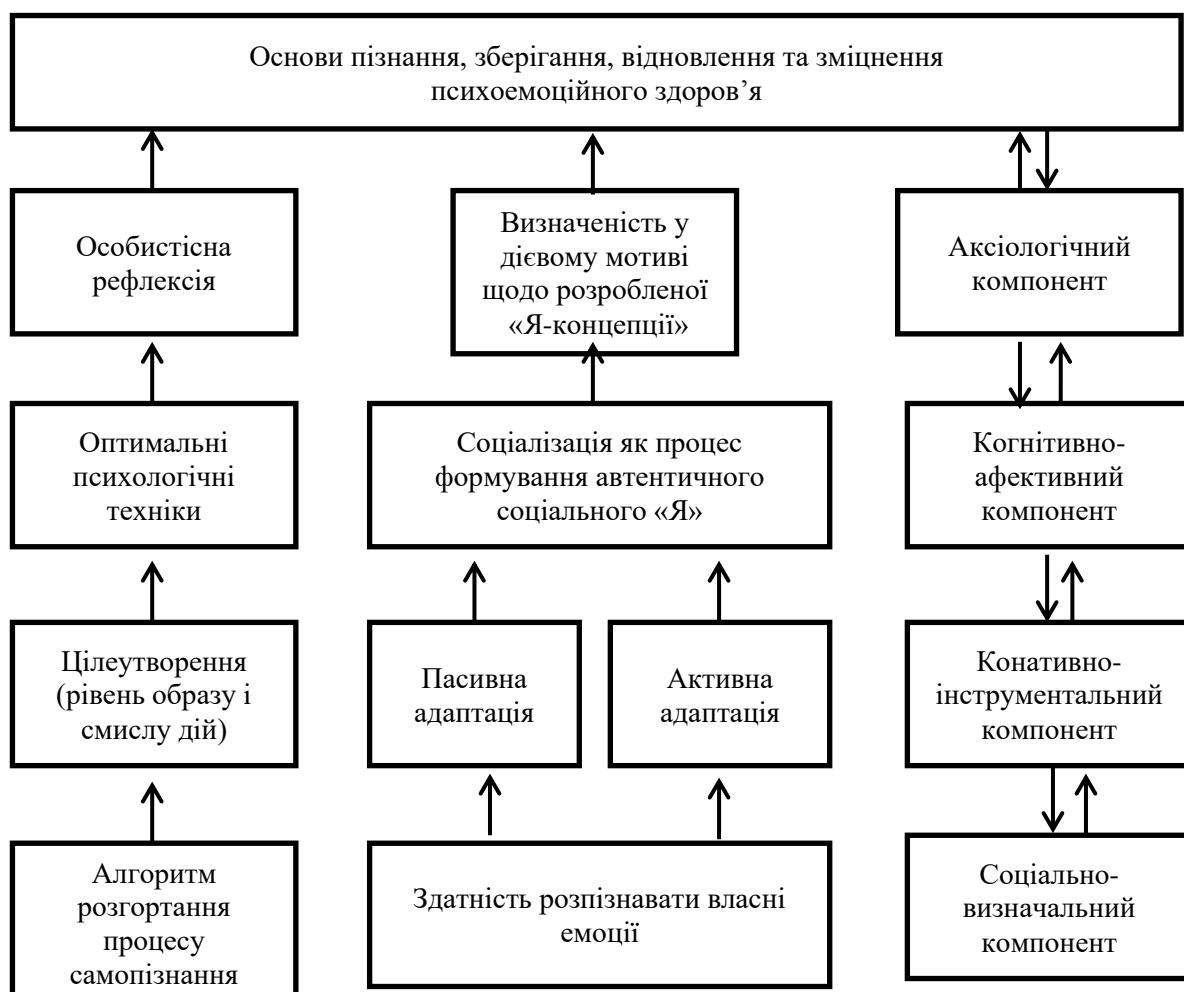 Основи пізнання, зберігання, відновлення та зміцнення
психоемоційного здоров’я
Особистісна
рефлексія
Визначеність у
дієвому мотиві
щодо розробленої
«Я-концепції»
Аксіологічний
компонент
Оптимальні
психологічні
техніки
Соціалізація як процес
формування автентичного
соціального «Я»
Когнітивно-
афективний
компонент
Цілеутворення
(рівень образу і
смислу дій)
Пасивна
адаптація
Активна
адаптація
Конативно-
інструментальний
компонент
Алгоритм
розгортання
процесу
самопізнання
Здатність розпізнавати власні
емоції
Соціально-
визначальний
компонент